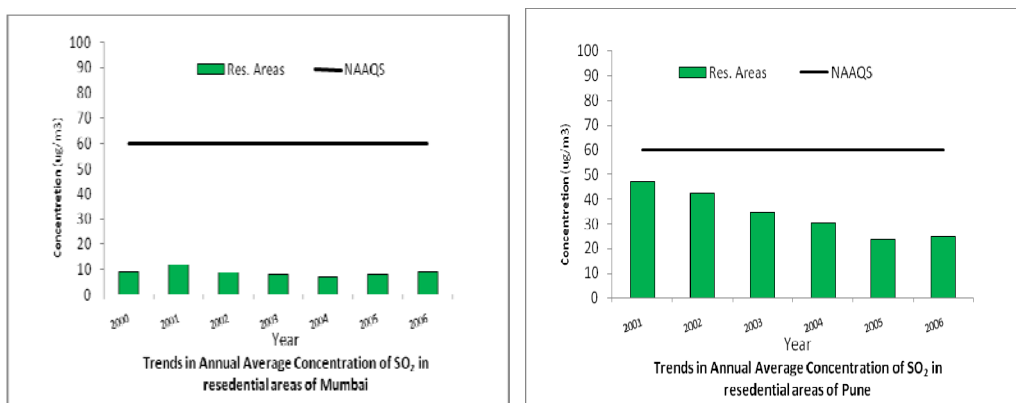 100
90
80
70
60
50
40
30
20
10
0
Concentretion (ug/m3)
Res. Areas
NAAQS
2000
2001
2002
2003
2004
2005
2006
Year
Trends in Annual Average Concentration of SO₂ in
resedential areas of Mumbai
100
90
80
70
60
50
40
30
20
10
0
Concentretion (ug/m3)
Res. Areas
NAAQS
2001
2002
2003
2004
2005
2006
Year
Trends in Annual Average Concentration of SO₂ in
resedential areas of Pune